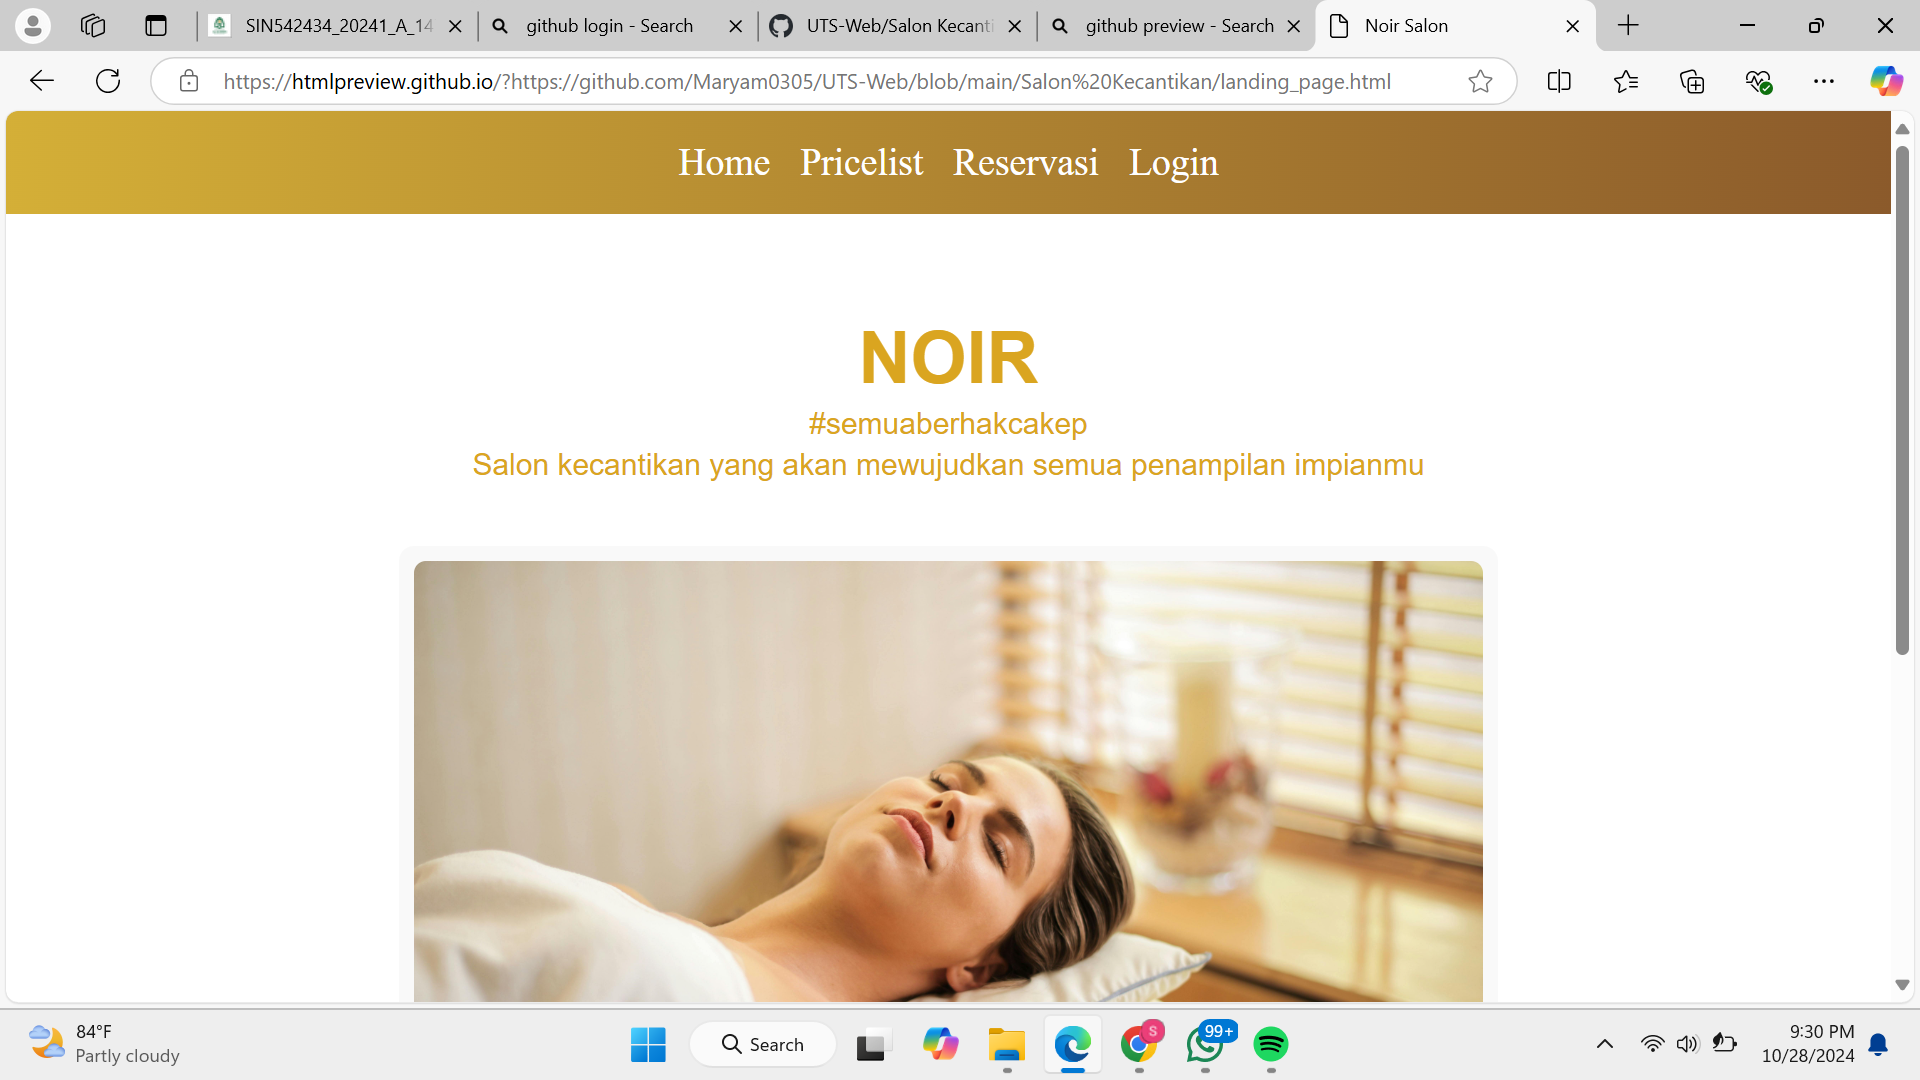 SIN542434_20241_A_14
github login - Search
UTS-Web/Salon Kecanti
github preview - Search
Noir Salon
https://htmlpreview.github.io/?https://github.com/Maryam0305/UTS-Web/blob/main/Salon%20Kecantikan/landing_page.html
Home Pricelist Reservasi Login
NOIR
#semuaberhakcakep
Salon kecantikan yang akan mewujudkan semua penampilan impianmu
84°F
Partly cloudy
Search
S
99+
9:30 PM
10/28/2024